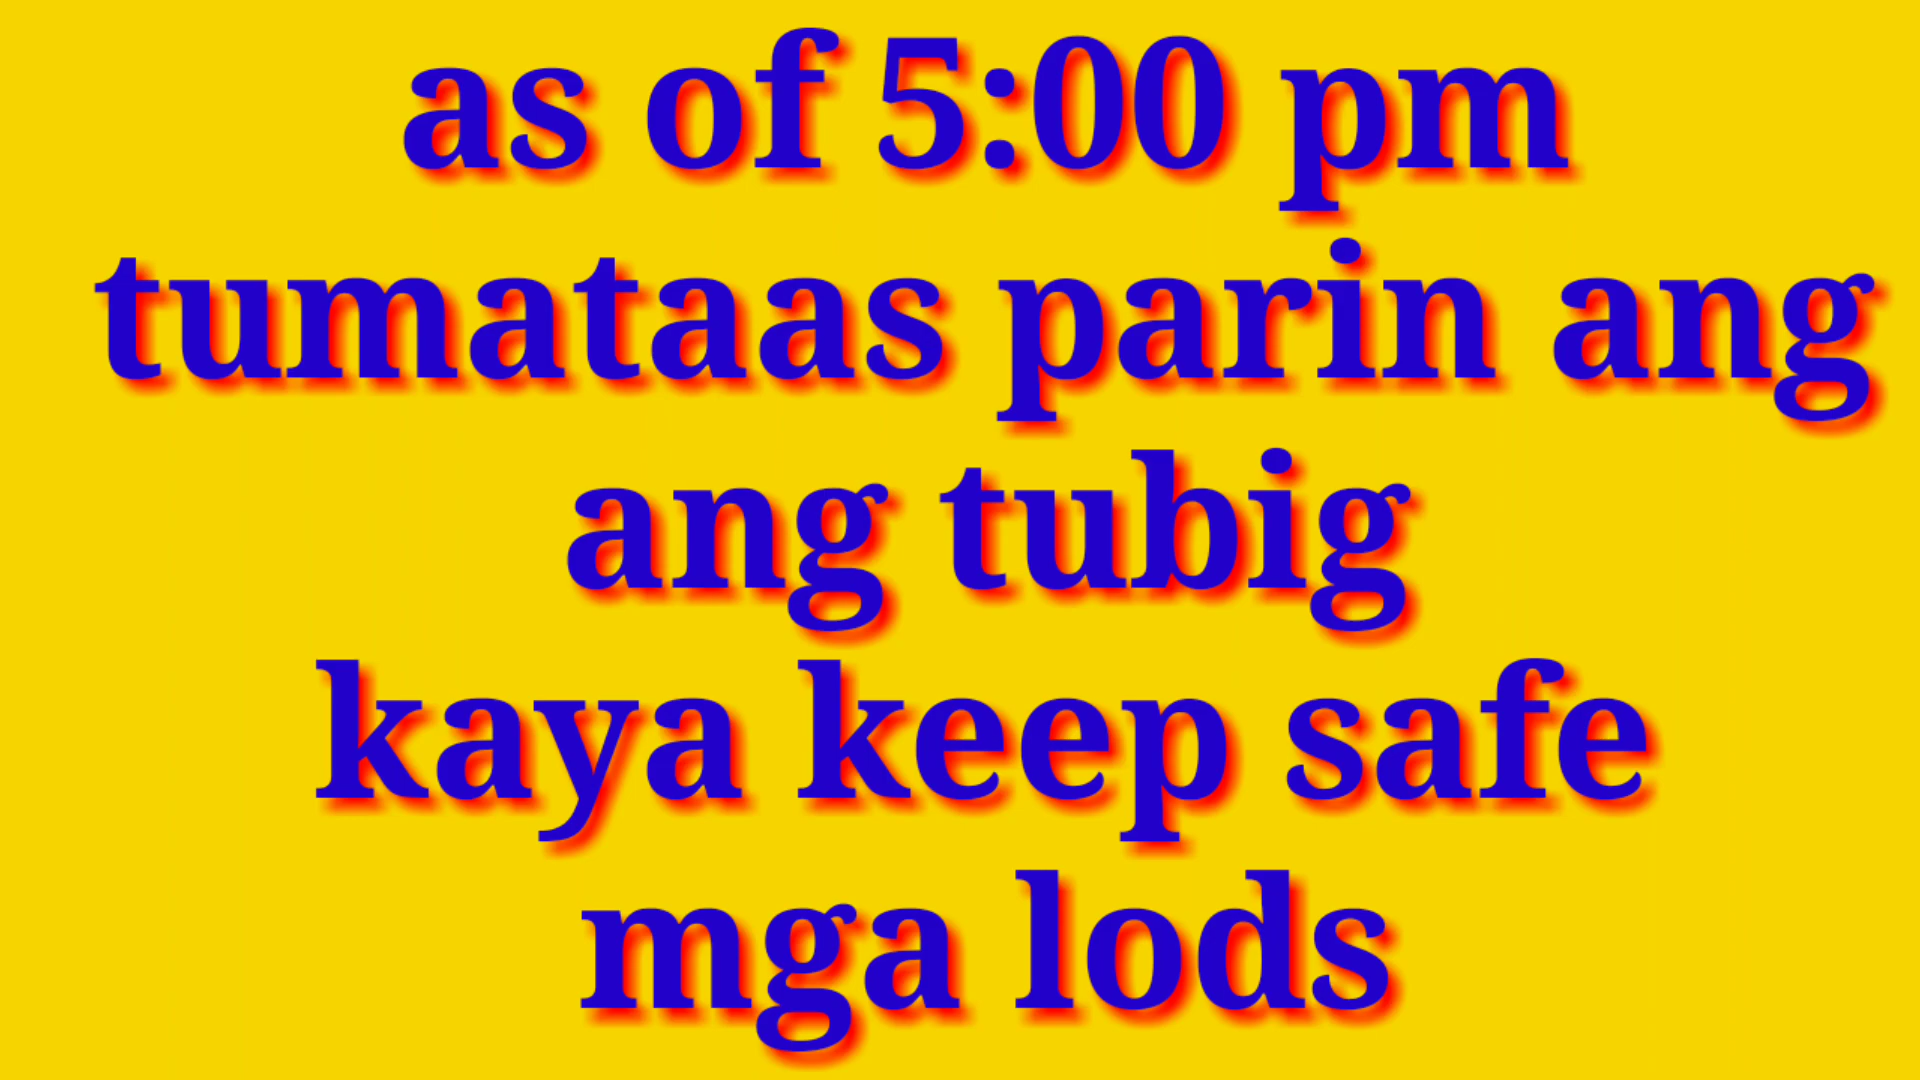 as of 5:00 pm
tumataas parin ang
ang tubig
kaya keep safe
mga lods